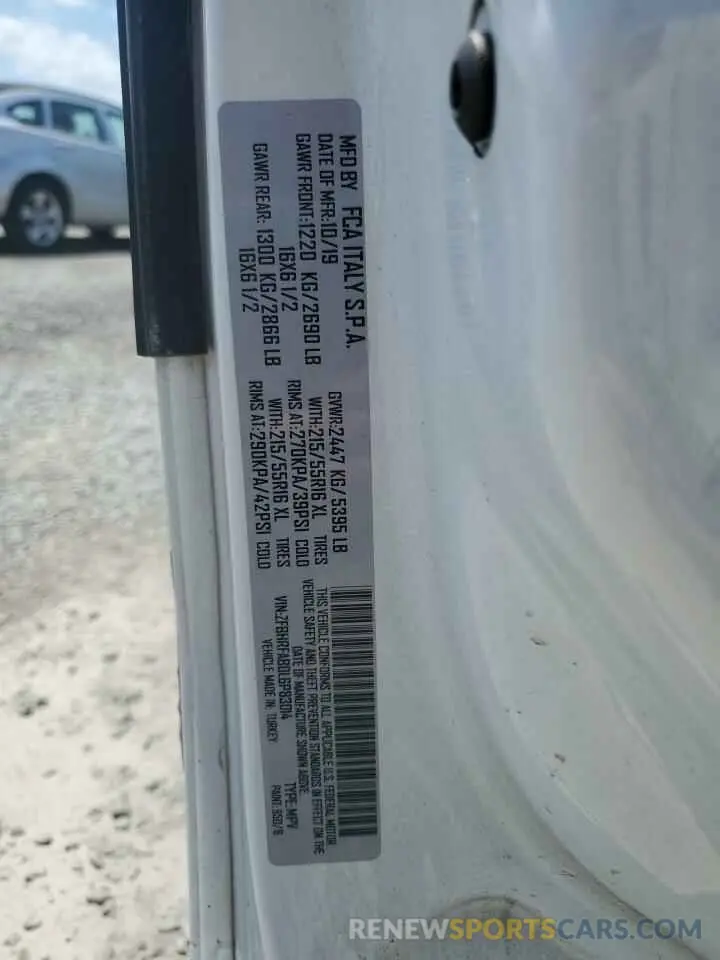 MFD BY FCA ITALY S.P.A.
DATE OF MFR:10/19 GVWR:2447 KG/5395 LB
GAWR FRONT:1220 KG/2690 LB WITH:215/55R16 XL TIRES
16X6 1/2 RIMS AT:270KPA/39PSI COLD
GAWR REAR: 1300 KG/2866 LB WITH:215/55R16 XL TIRES
16X6 1/2 RIMS AT:290KPA/42PSI COLD
THIS VEHICLE CONFORMS TO ALL APPLICABLE U.S. FEDERAL MOTOR
VEHICLE SAFETY AND THEFT PREVENTION STANDARDS IN EFFECT ON THE
DATE OF MANUFACTURE SHOWN ABOVE.
VIN:ZFBHRFAB0L6P83014 TYPE:MPV
VEHICLE MADE IN: TURKEY PAINT:
RENEWSPORTSCARS.COM